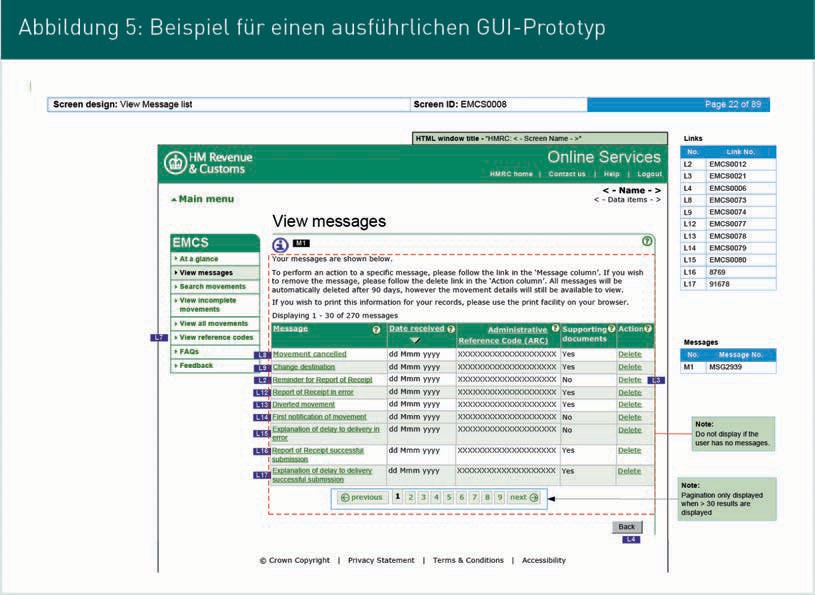 Abbildung 5: Beispiel für einen ausführlichen GUI-Prototyp
Screen design: View Message list
Screen ID: EMCS0008
Page 22 of 89
HTML window title - "HMRC: < - Screen Name - >"
HM Revenue & Customs
Online Services
HMRC home | Contact us | Help | Logout
Main menu
< - Name - >
< - Data items - >
View messages
EMCS
At a glance
View messages
Search movements
View incomplete
movements
View all movements
L7 View reference codes
FAQs
Feedback
M1 ?
Your messages are shown below.
To perform an action to a specific message, please follow the link in the 'Message column'. If you wish
to remove the message, please follow the delete link in the 'Action column'. All messages will be
automatically deleted after 90 days, however the movement details will still be available to view.
If you wish to print this information for your records, please use the print facility on your browser.
Displaying 1 - 30 of 270 messages
Message ? Date received ? Administrative ? Supporting ? Action ?
Reference Code (ARC) documents
L8 Movement cancelled dd Mmm yyyy XXXXXXXXXXXXXXXXXXXXX Yes Delete
L9 Change destination dd Mmm yyyy XXXXXXXXXXXXXXXXXXXXX Yes Delete
L2 Reminder for Report of Receipt dd Mmm yyyy XXXXXXXXXXXXXXXXXXXXX No Delete L3
L12 Report of Receipt in error dd Mmm yyyy XXXXXXXXXXXXXXXXXXXXX Yes Delete
L13 Diverted movement dd Mmm yyyy XXXXXXXXXXXXXXXXXXXXX Yes Delete
L14 First notification of movement dd Mmm yyyy XXXXXXXXXXXXXXXXXXXXX No Delete
L15 Explanation of delay to delivery in dd Mmm yyyy XXXXXXXXXXXXXXXXXXXXX No Delete
error
L16 Report of Receipt successful dd Mmm yyyy XXXXXXXXXXXXXXXXXXXXX Yes Delete
submission
L17 Explanation of delay to delivery dd Mmm yyyy XXXXXXXXXXXXXXXXXXXXX Yes Delete
successful submission
previous 1 2 3 4 5 6 7 8 9 next
Back
L4
© Crown Copyright | Privacy Statement | Terms & Conditions | Accessibility
Links
No. Link No.
L2 EMCS0012
L3 EMCS0021
L4 EMCS0006
L8 EMCS0073
L9 EMCS0074
L12 EMCS0077
L13 EMCS0078
L14 EMCS0079
L15 EMCS0080
L16 8769
L17 91678
Messages
No. Message No.
M1 MSG2939
Note:
Do not display if the
user has no messages.
Note:
Pagination only displayed
when > 30 results are
displayed